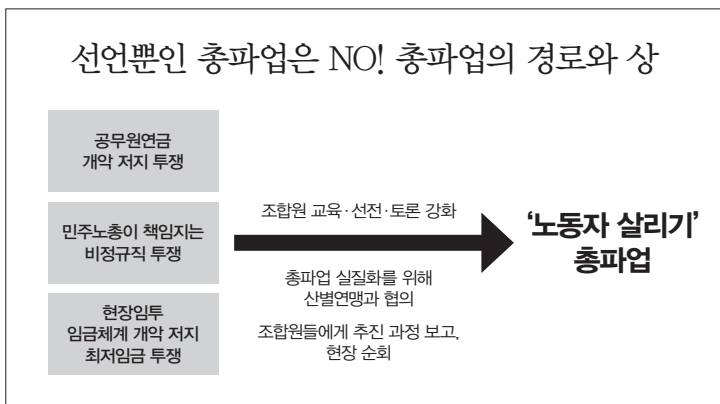 선언뿐인 총파업은 NO! 총파업의 경로와 상
공무원연금
개악 저지 투쟁
민주노총이 책임지는
비정규직 투쟁
현장임투
임금체계 개악 저지
최저임금 투쟁
조합원 교육·선전·토론 강화
총파업 실질화를 위해
산별연맹과 협의
조합원들에게 추진 과정 보고,
현장 순회
‘노동자 살리기’
총파업